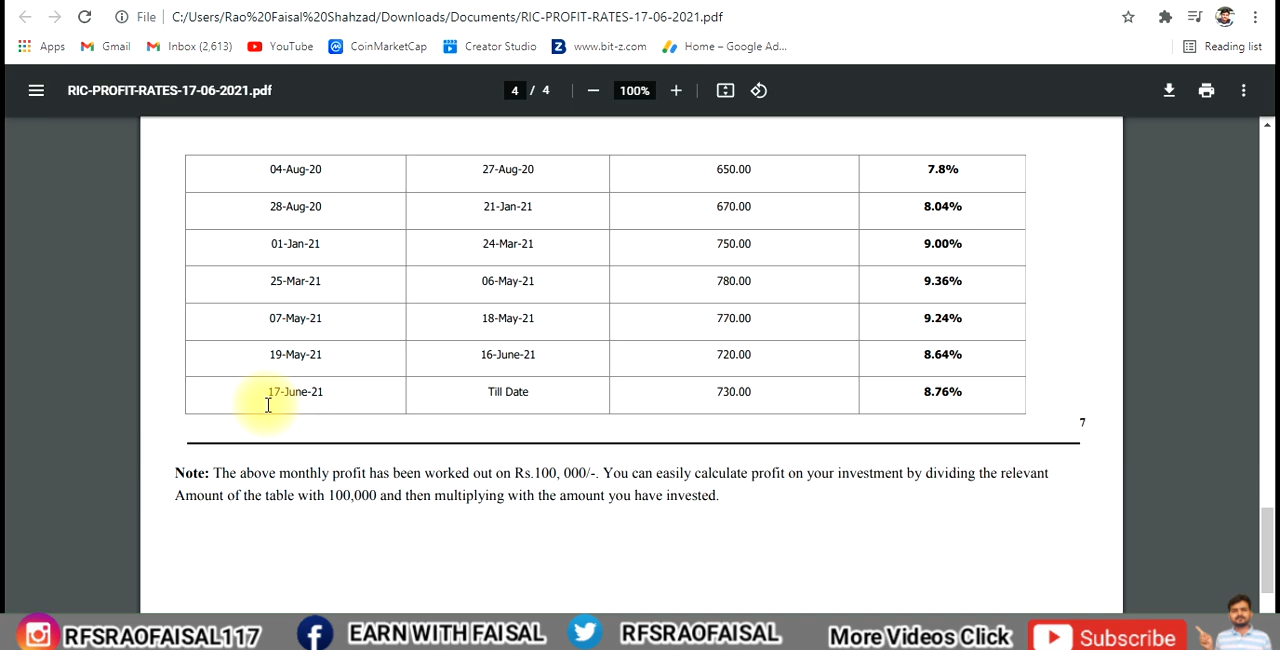 File C:/Users/Rao%20Faisal%20Shahzad/Downloads/Documents/RIC-PROFIT-RATES-17-06-2021.pdf
Apps Gmail Inbox (2,613) YouTube CoinMarketCap Creator Studio www.bit-z.com Home – Google Ad... Reading list
RIC-PROFIT-RATES-17-06-2021.pdf 4 / 4 100%
04-Aug-20 27-Aug-20 650.00 7.8%
28-Aug-20 21-Jan-21 670.00 8.04%
01-Jan-21 24-Mar-21 750.00 9.00%
25-Mar-21 06-May-21 780.00 9.36%
07-May-21 18-May-21 770.00 9.24%
19-May-21 16-June-21 720.00 8.64%
17-June-21 Till Date 730.00 8.76%
7
Note: The above monthly profit has been worked out on Rs.100, 000/-. You can easily calculate profit on your investment by dividing the relevant
Amount of the table with 100,000 and then multiplying with the amount you have invested.
RFSRAOFAISAL117 EARN WITH FAISAL RFSRAOFAISAL More Videos Click Subscribe